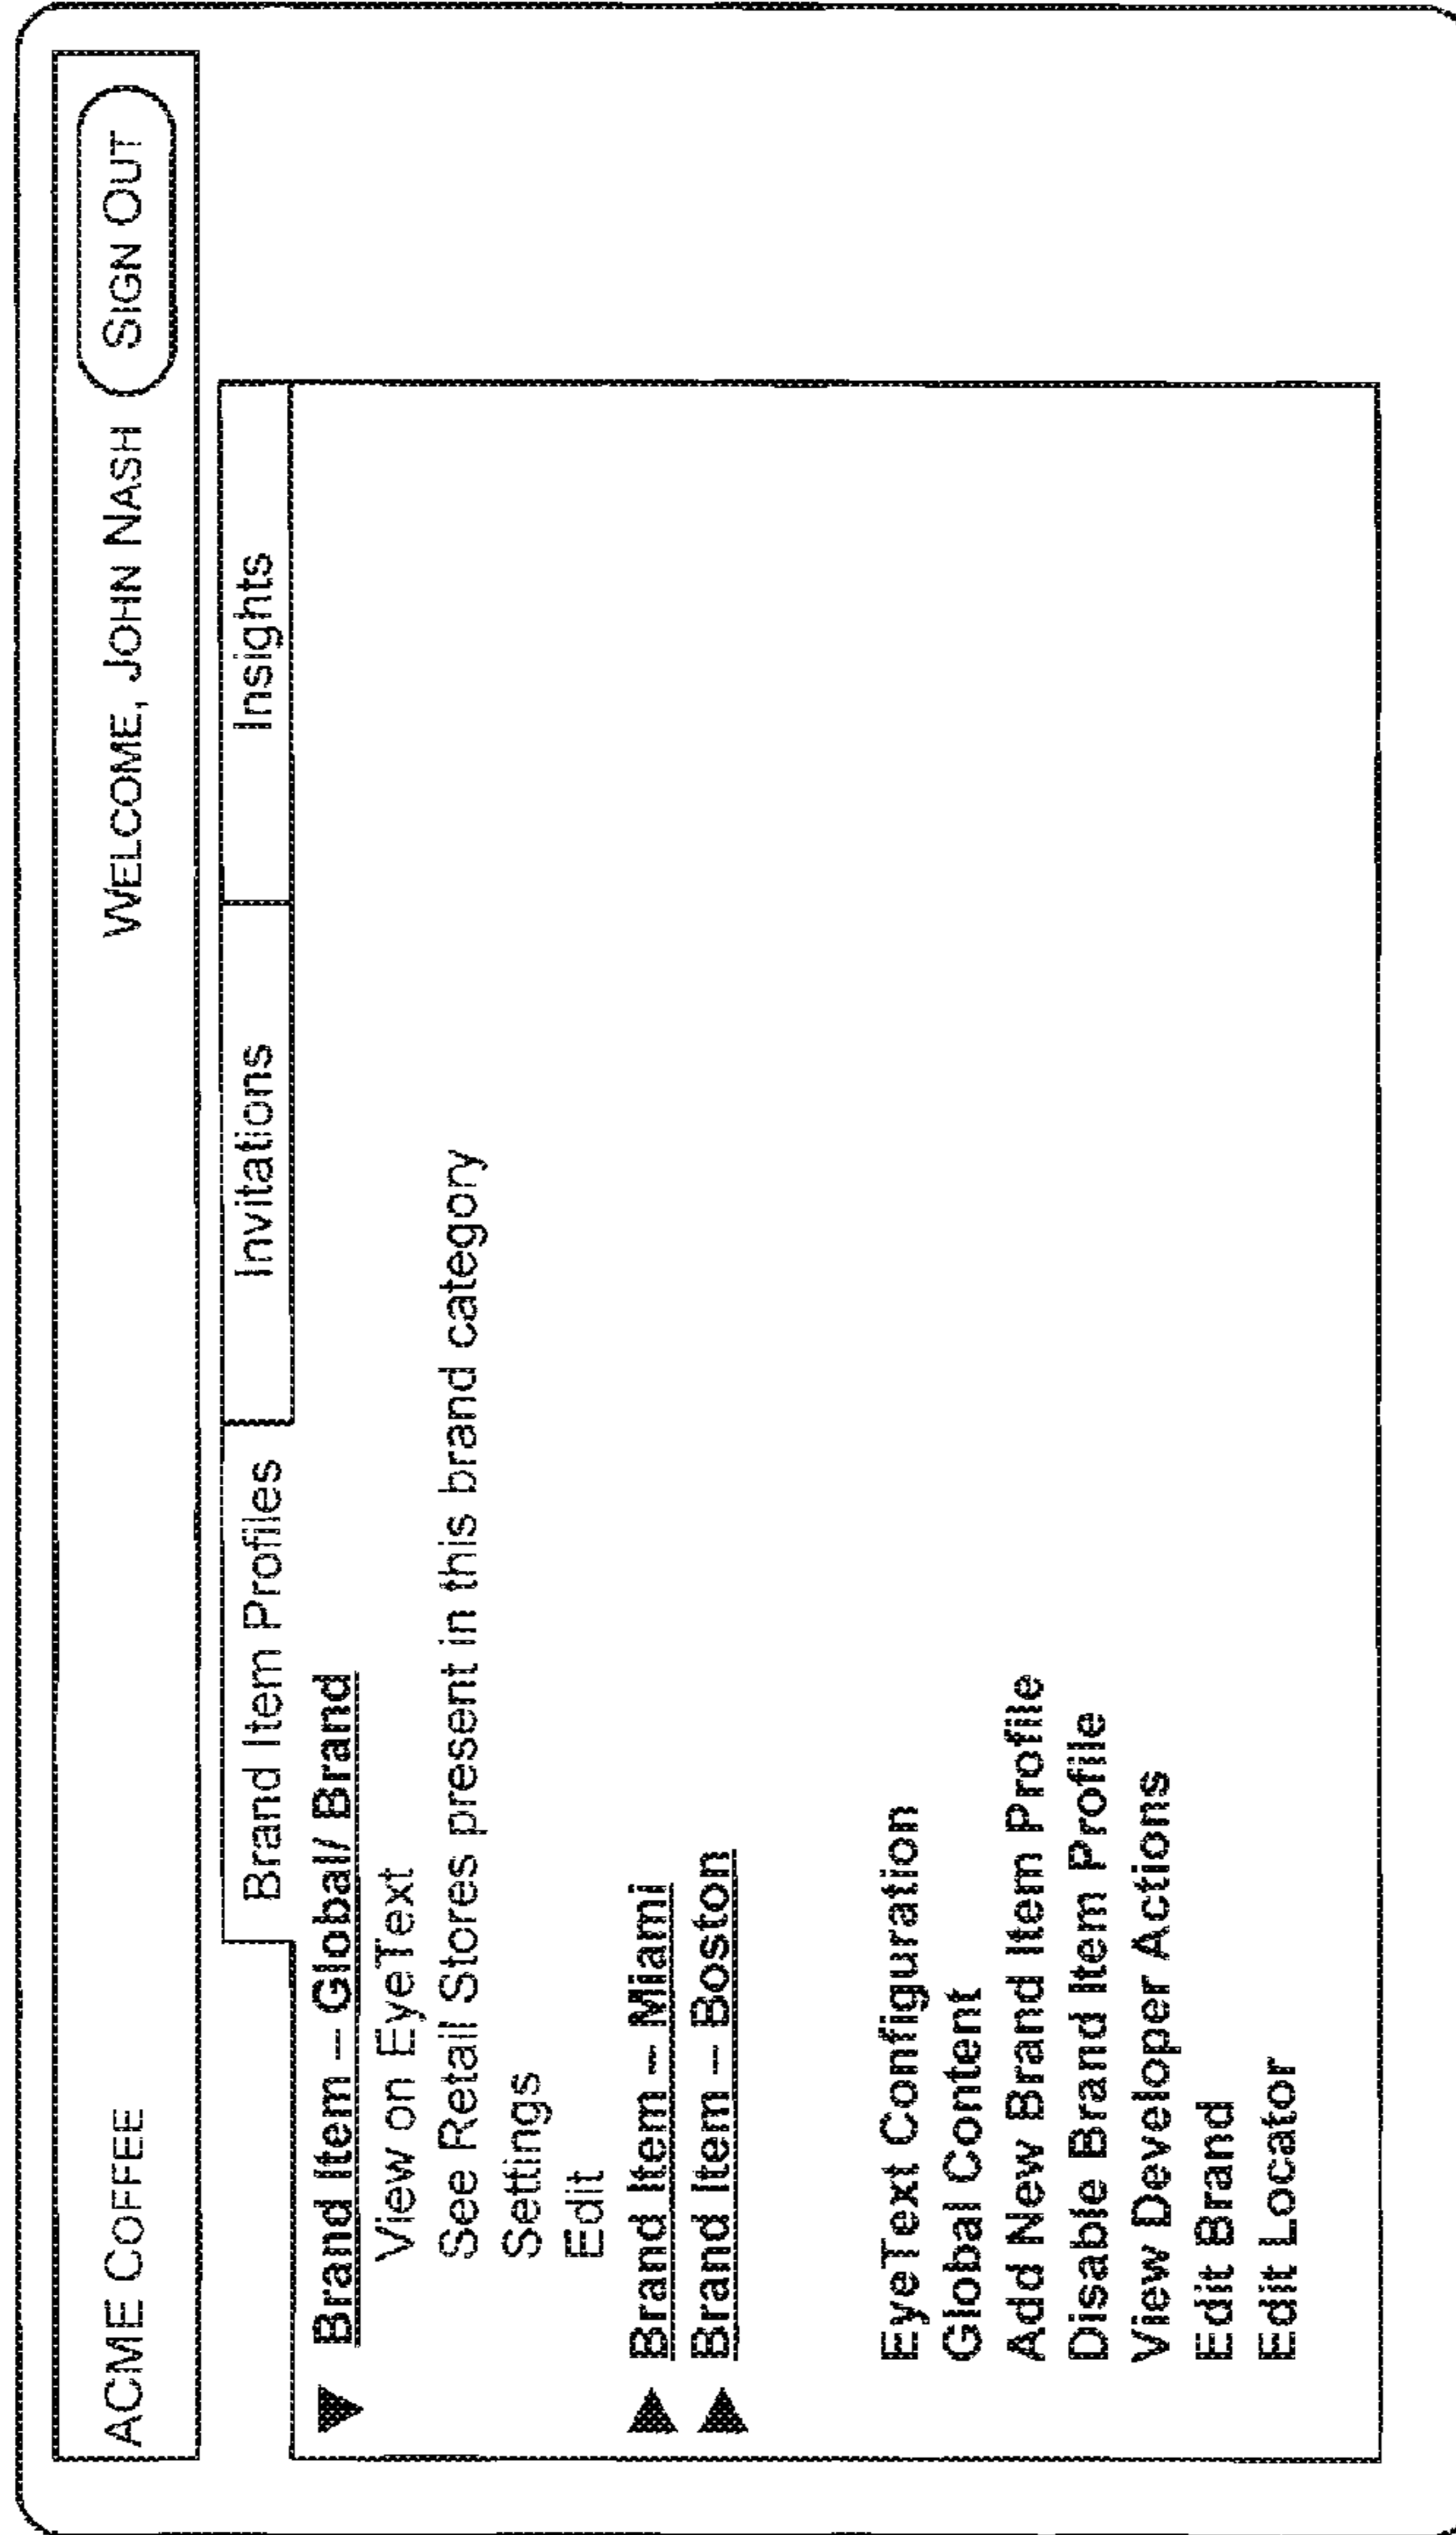 ACME COFFEE WELCOME, JOHN NASH SIGN OUT
Brand Item Profiles Invitations Insights
Brand Item – Global/ Brand
View on EyeText
See Retail Stores present in this brand category
Settings
Edit
Brand Item – Miami
Brand Item – Boston
EyeText Configuration
Global Content
Add New Brand Item Profile
Disable Brand Item Profile
View Developer Actions
Edit Brand
Edit Locator